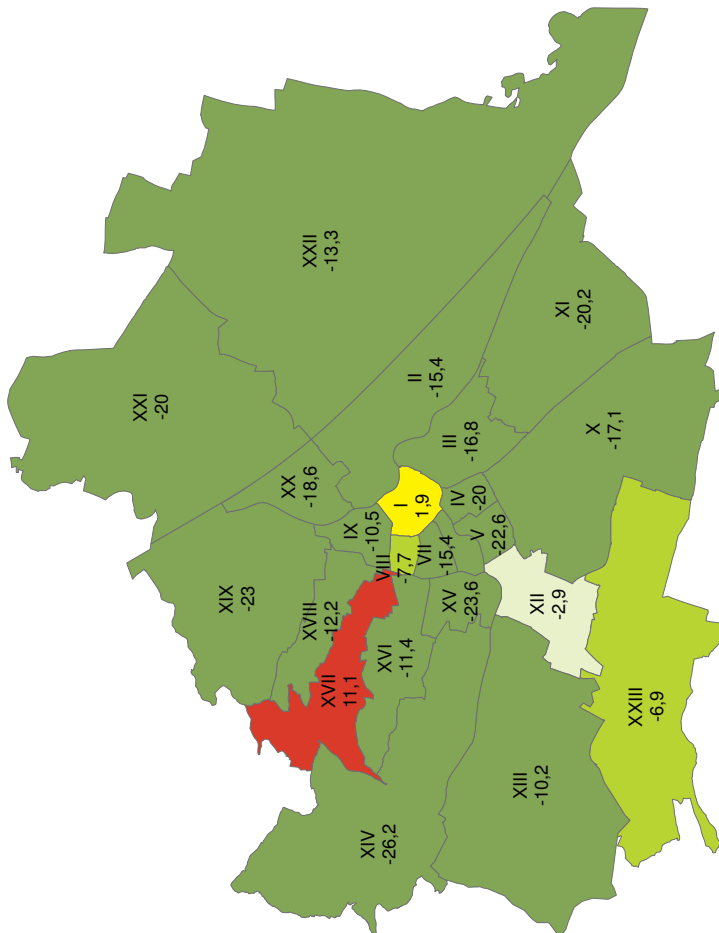 XXI
-20
XIX
-23
XX
-18,6
XXII
-13,3
XVIII
-12,2
XVII
11,1
IX
-10,5
XIV
-26,2
XVI
-11,4
VIII
-7,7
I
1,9
II
-15,4
VII
-15,4
III
-16,8
XV
-23,6
IV
-20
V
-22,6
XIII
-10,2
XII
-2,9
XI
-20,2
X
-17,1
XXIII
-6,9